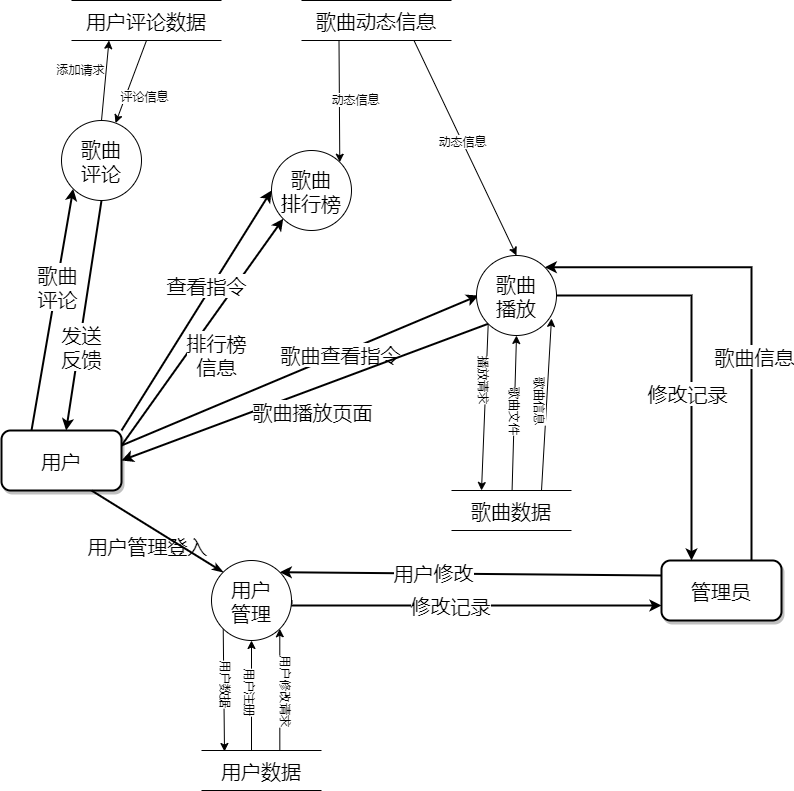 用户评论数据
歌曲动态信息
添加请求
评论信息
动态信息
动态信息
歌曲
评论
歌曲
排行榜
歌曲
播放
歌曲
评论
发送
反馈
查看指令
排行榜
信息
歌曲查看指令
歌曲播放页面
播放请求
歌曲文件
歌曲信息
修改记录
歌曲信息
用户
歌曲数据
用户管理登入
用户
管理
用户修改
修改记录
管理员
用户数据
用户注册
用户修改请求
用户数据